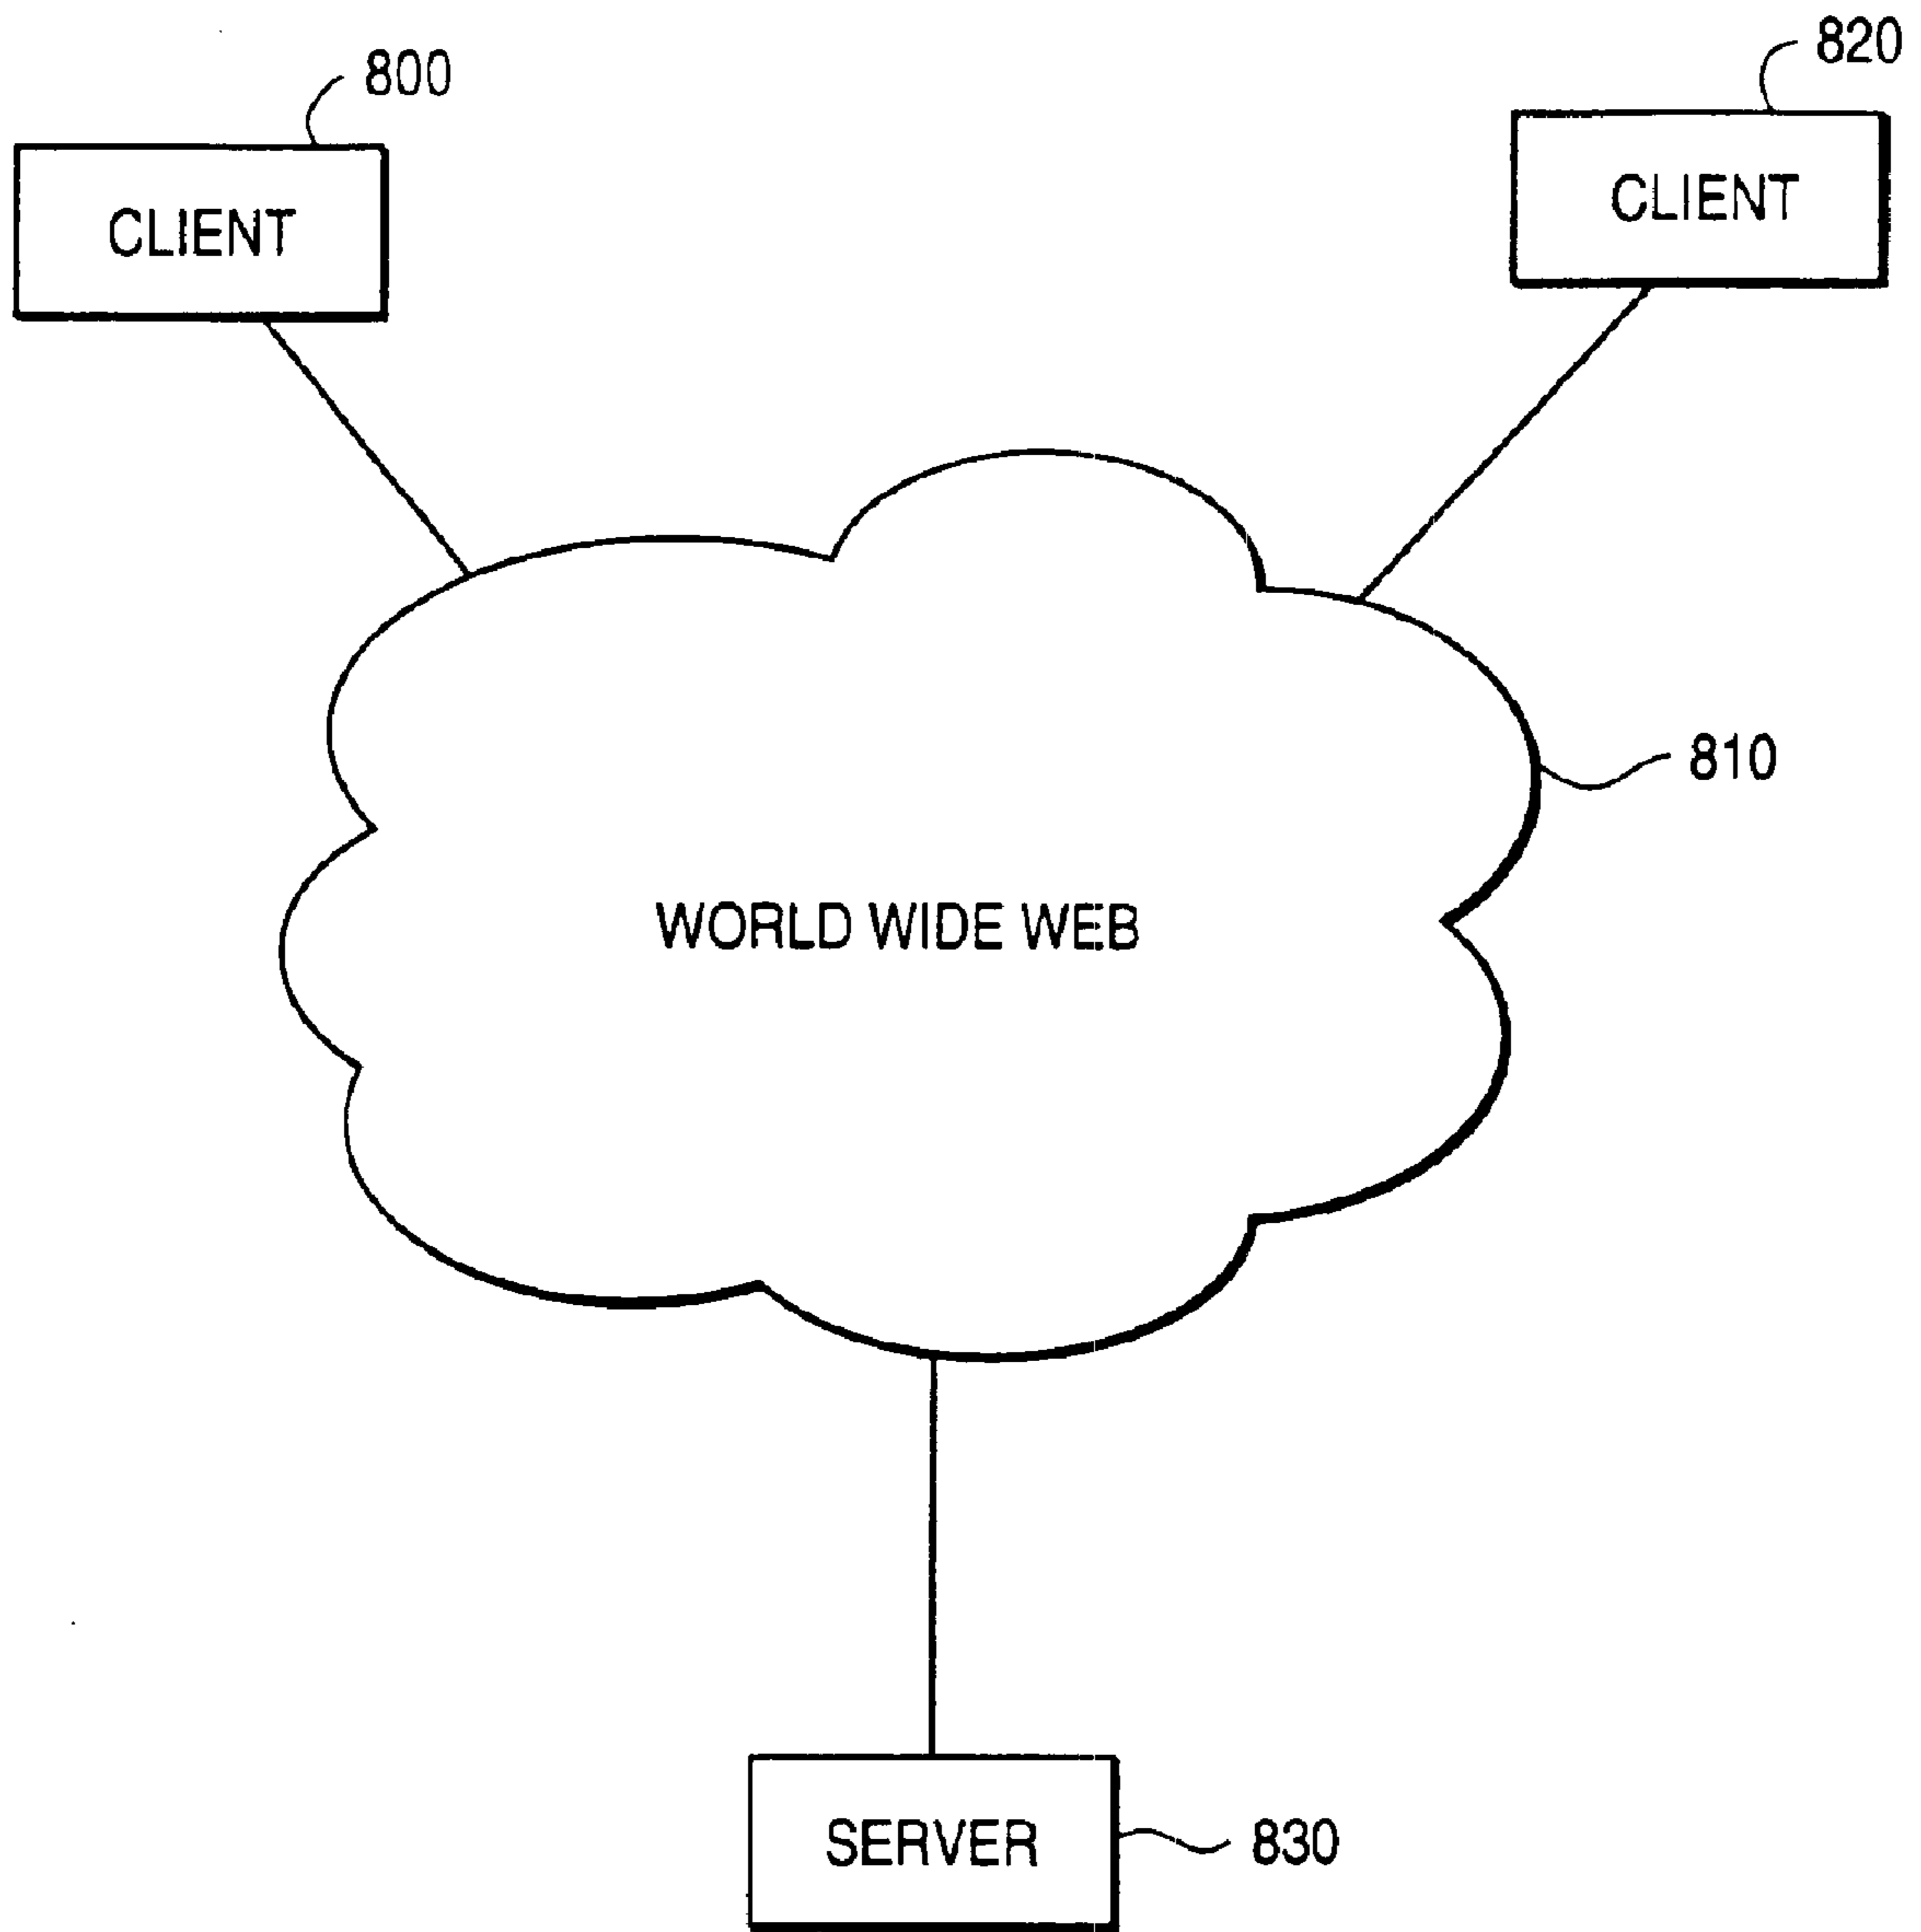 820
800
CLIENT
CLIENT
810
WORLD WIDE WEB
SERVER
830